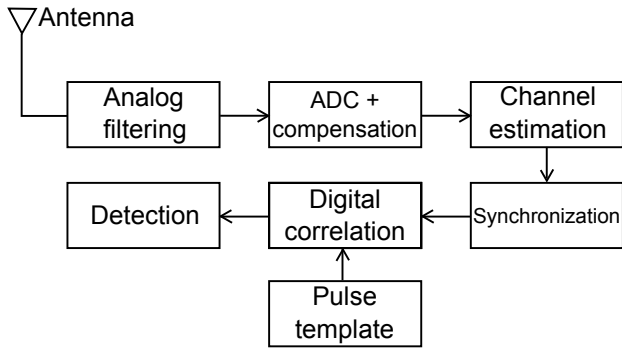 Antenna
Analog
filtering
ADC +
compensation
Channel
estimation
Detection
Digital
correlation
Synchronization
Pulse
template